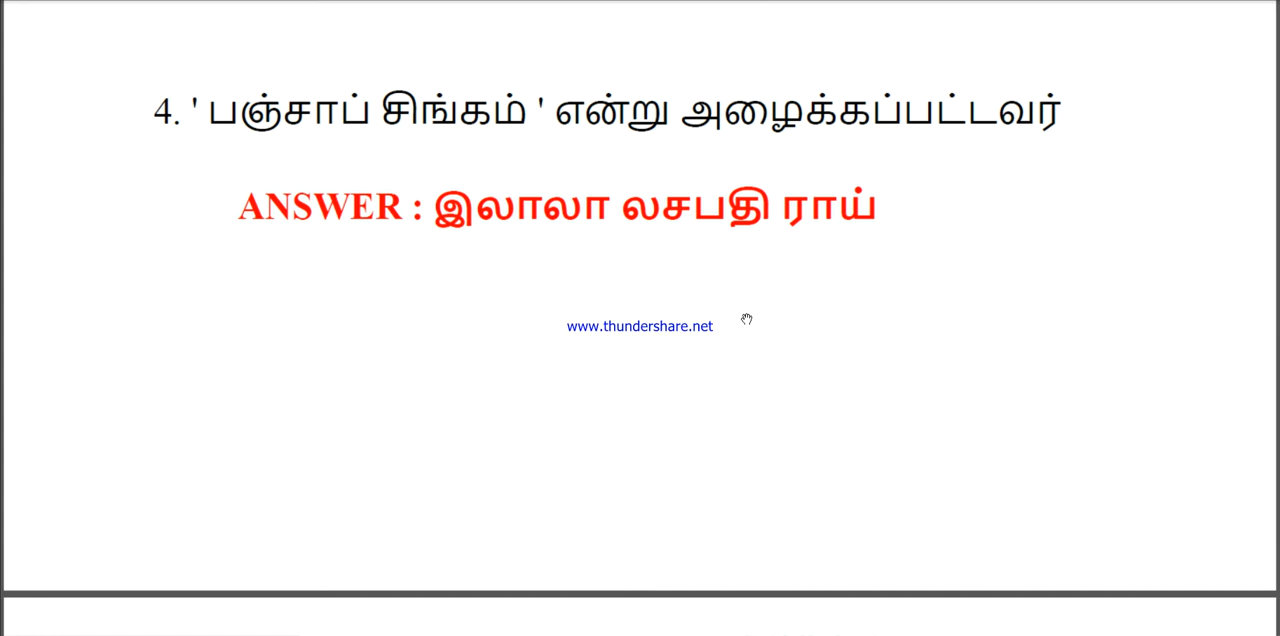 4. ' பஞ்சாப் சிங்கம் ' என்று அழைக்கப்பட்டவர்
ANSWER : இலாலா லசபதி ராய்
www.thundershare.net